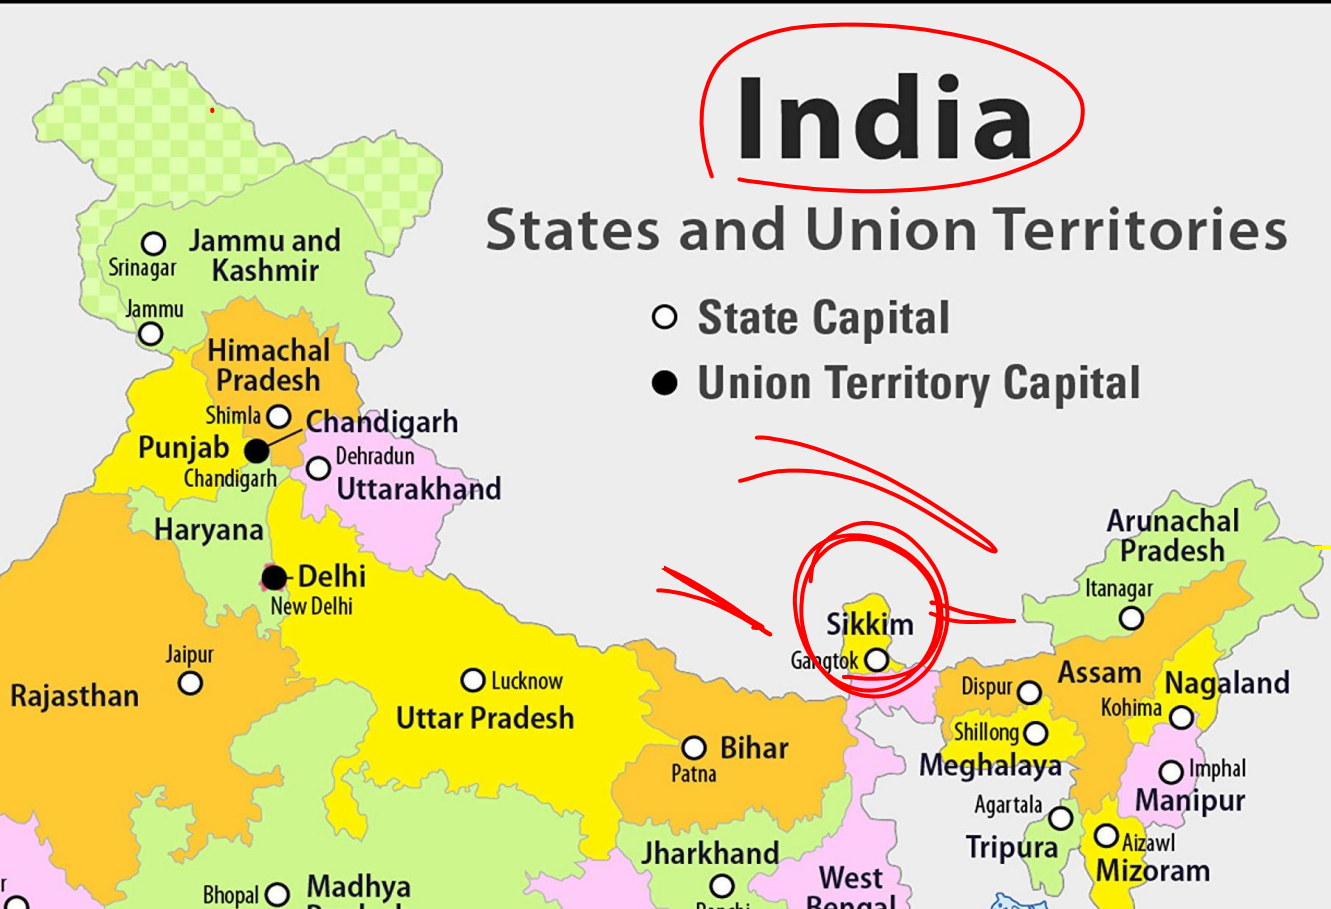 India
States and Union Territories
State Capital
Union Territory Capital
Jammu and
Kashmir
Srinagar
Jammu
Himachal
Pradesh
Shimla
Chandigarh
Punjab
Chandigarh
Dehradun
Uttarakhand
Haryana
Delhi
New Delhi
Jaipur
Rajasthan
Lucknow
Uttar Pradesh
Bihar
Patna
Sikkim
Gangtok
Arunachal
Pradesh
Itanagar
Assam
Dispur
Nagaland
Kohima
Shillong
Meghalaya
Imphal
Manipur
Agartala
Tripura
Aizawl
Mizoram
Jharkhand
West
Bengal
Bhopal
Madhya